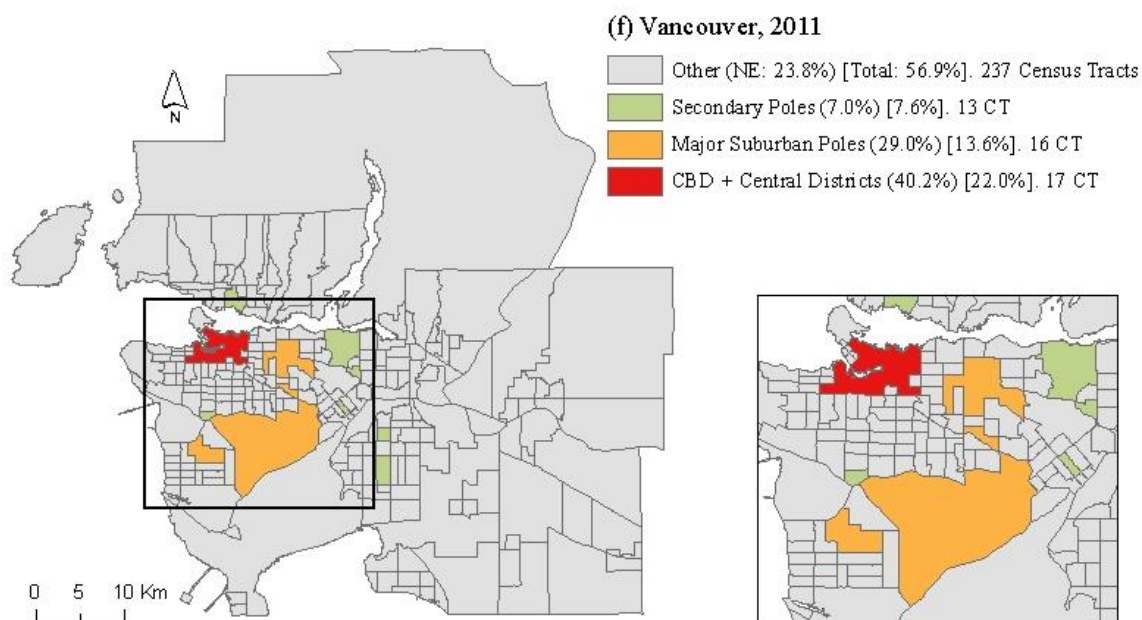 (f) Vancouver, 2011
Other (NE: 23.8%) [Total: 56.9%]. 237 Census Tracts
Secondary Poles (7.0%) [7.6%]. 13 CT
Major Suburban Poles (29.0%) [13.6%]. 16 CT
CBD + Central Districts (40.2%) [22.0%]. 17 CT
N
0 5 10 Km